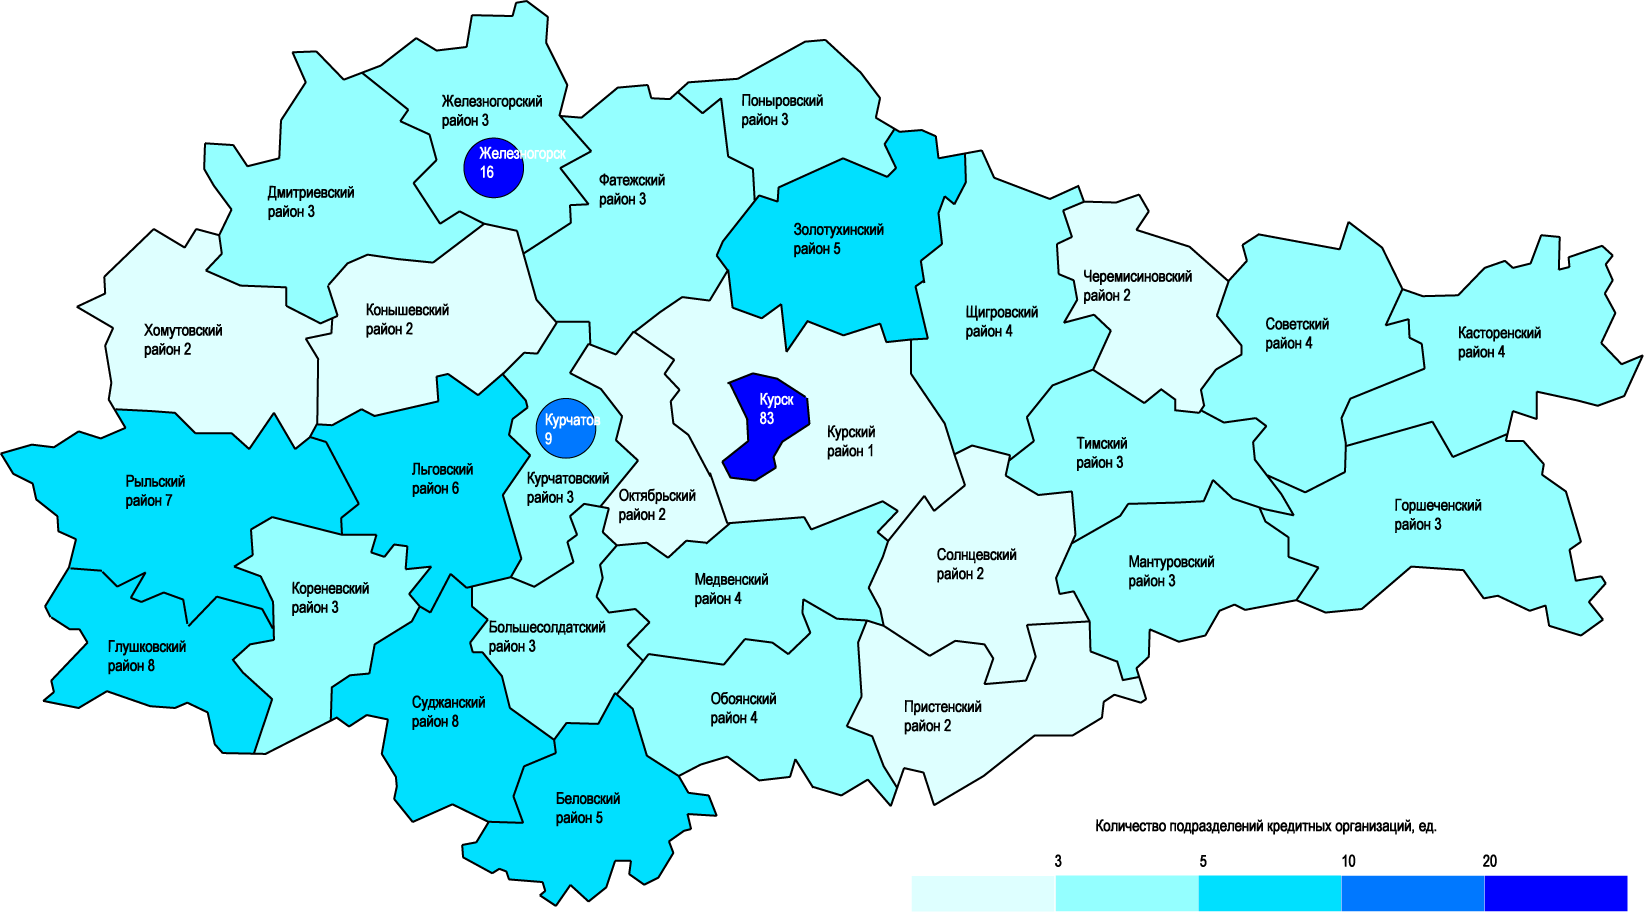 Железногорский
район 3
Поныровский
район 3
Железногорск
16
Дмитриевский
район 3
Фатежский
район 3
Золотухинский
район 5
Черемисиновский
район 2
Хомутовский
район 2
Конышевский
район 2
Щигровский
район 4
Советский
район 4
Касторенский
район 4
Курск
83
Курчатов
9
Курский
район 1
Тимский
район 3
Рыльский
район 7
Льговский
район 6
Курчатовский
район 3
Октябрьский
район 2
Горшеченский
район 3
Солнцевский
район 2
Мантуровский
район 3
Кореневский
район 3
Медвенский
район 4
Большесолдатский
район 3
Глушковский
район 8
Суджанский
район 8
Обоянский
район 4
Пристенский
район 2
Беловский
район 5
Количество подразделений кредитных организаций, ед.
3 5 10 20